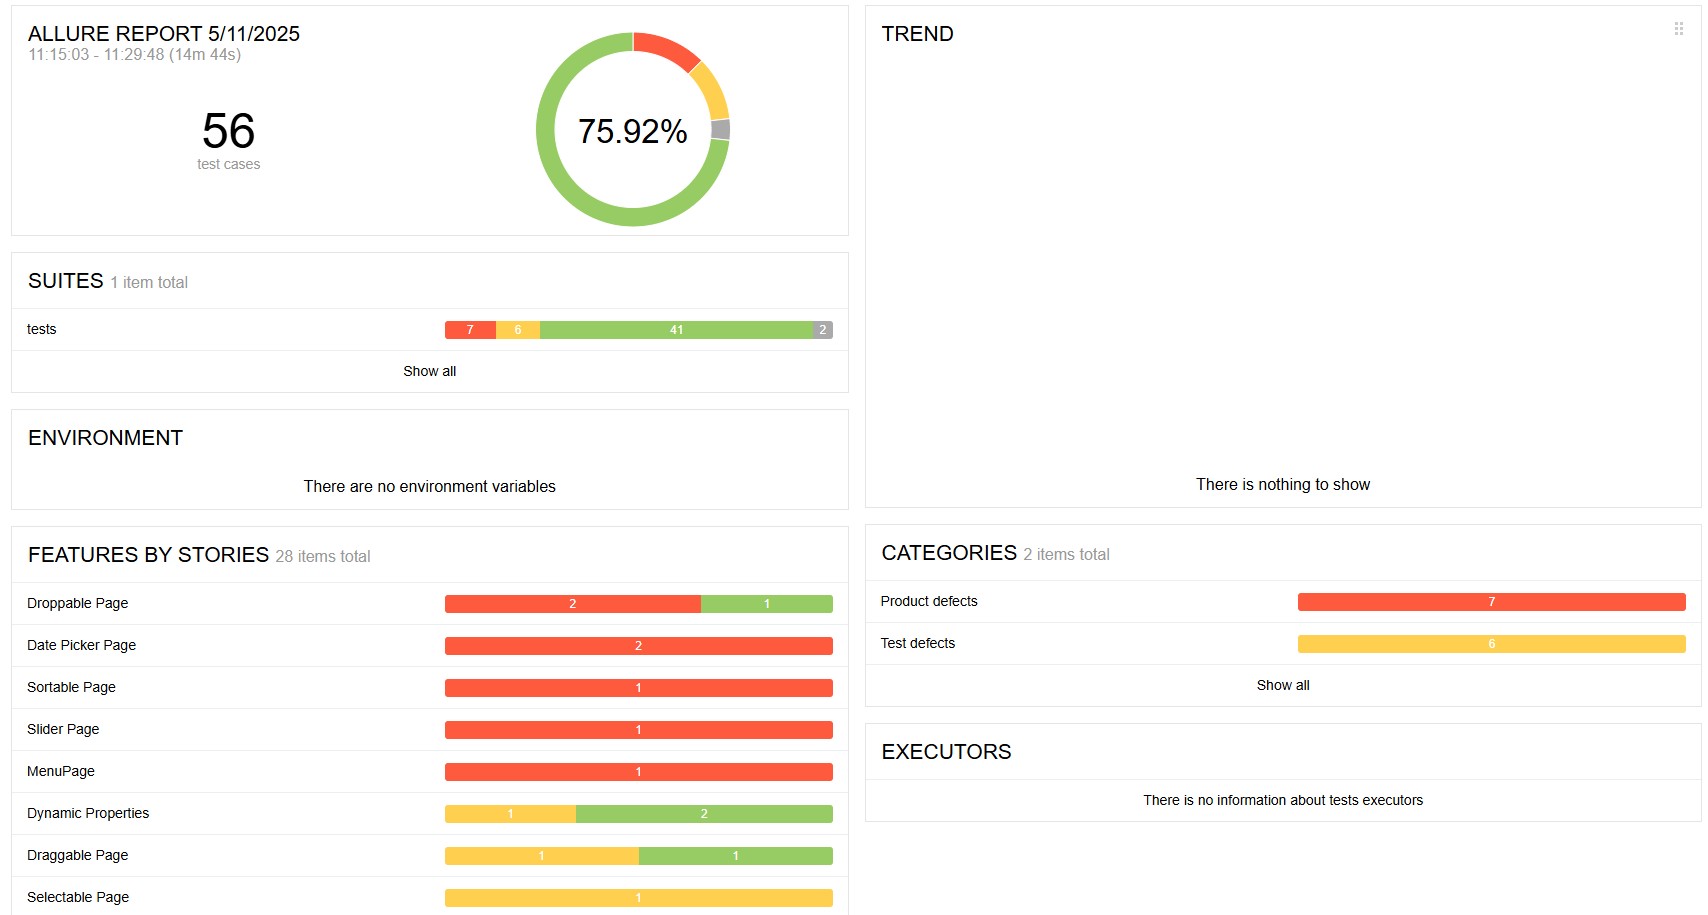 ALLURE REPORT 5/11/2025
11:15:03 - 11:29:48 (14m 44s)
56
test cases
75.92%
SUITES 1 item total
tests 7 6 41 2
Show all
ENVIRONMENT
There are no environment variables
FEATURES BY STORIES 28 items total
Droppable Page 2 1
Date Picker Page 2
Sortable Page 1
Slider Page 1
MenuPage 1
Dynamic Properties 1 2
Draggable Page 1 1
Selectable Page 1
TREND
There is nothing to show
CATEGORIES 2 items total
Product defects 7
Test defects 6
Show all
EXECUTORS
There is no information about tests executors